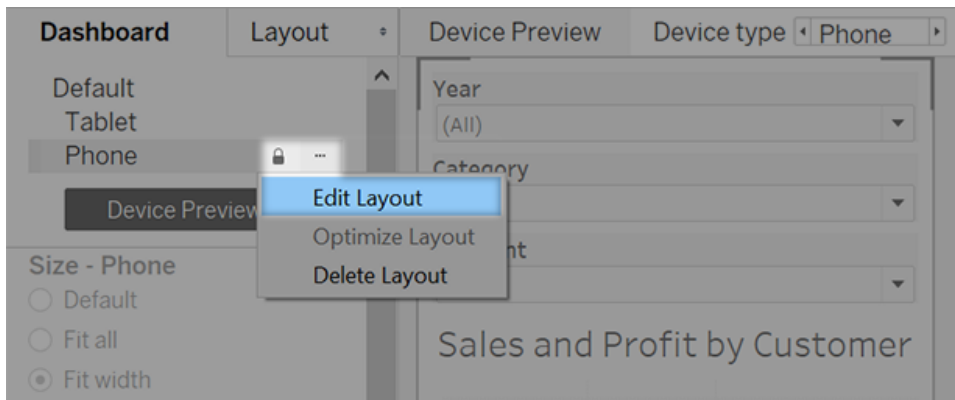 Dashboard Layout Device Preview Device type Phone
Default
Tablet
Phone
Device Preview
Size - Phone
Default
Fit all
Fit width
Edit Layout
Optimize Layout
Delete Layout
Year
(All)
Category
Sales and Profit by Customer